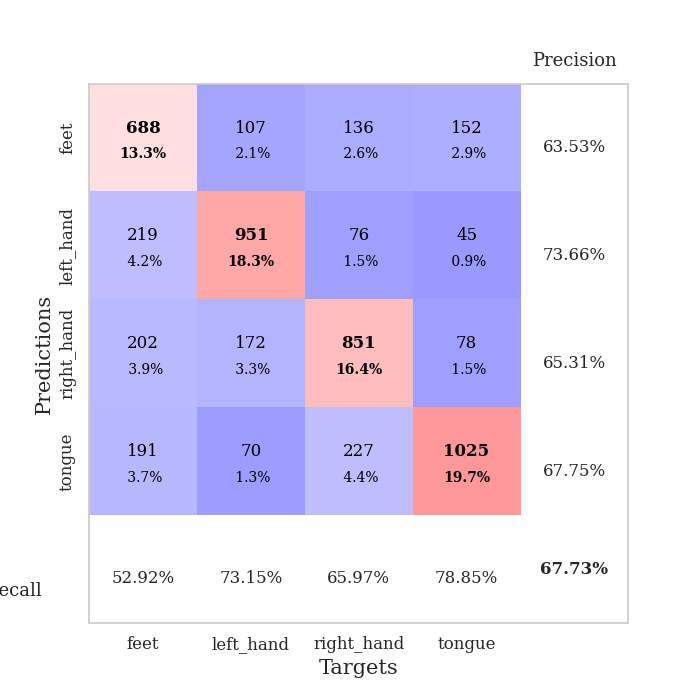 Precision
feet 688 107 136 152
13.3% 2.1% 2.6% 2.9% 63.53%
left_hand 219 951 76 45
4.2% 18.3% 1.5% 0.9% 73.66%
right_hand 202 172 851 78
3.9% 3.3% 16.4% 1.5% 65.31%
tongue 191 70 227 1025
3.7% 1.3% 4.4% 19.7% 67.75%
Predictions
ecall 52.92% 73.15% 65.97% 78.85% 67.73%
feet left_hand right_hand tongue
Targets